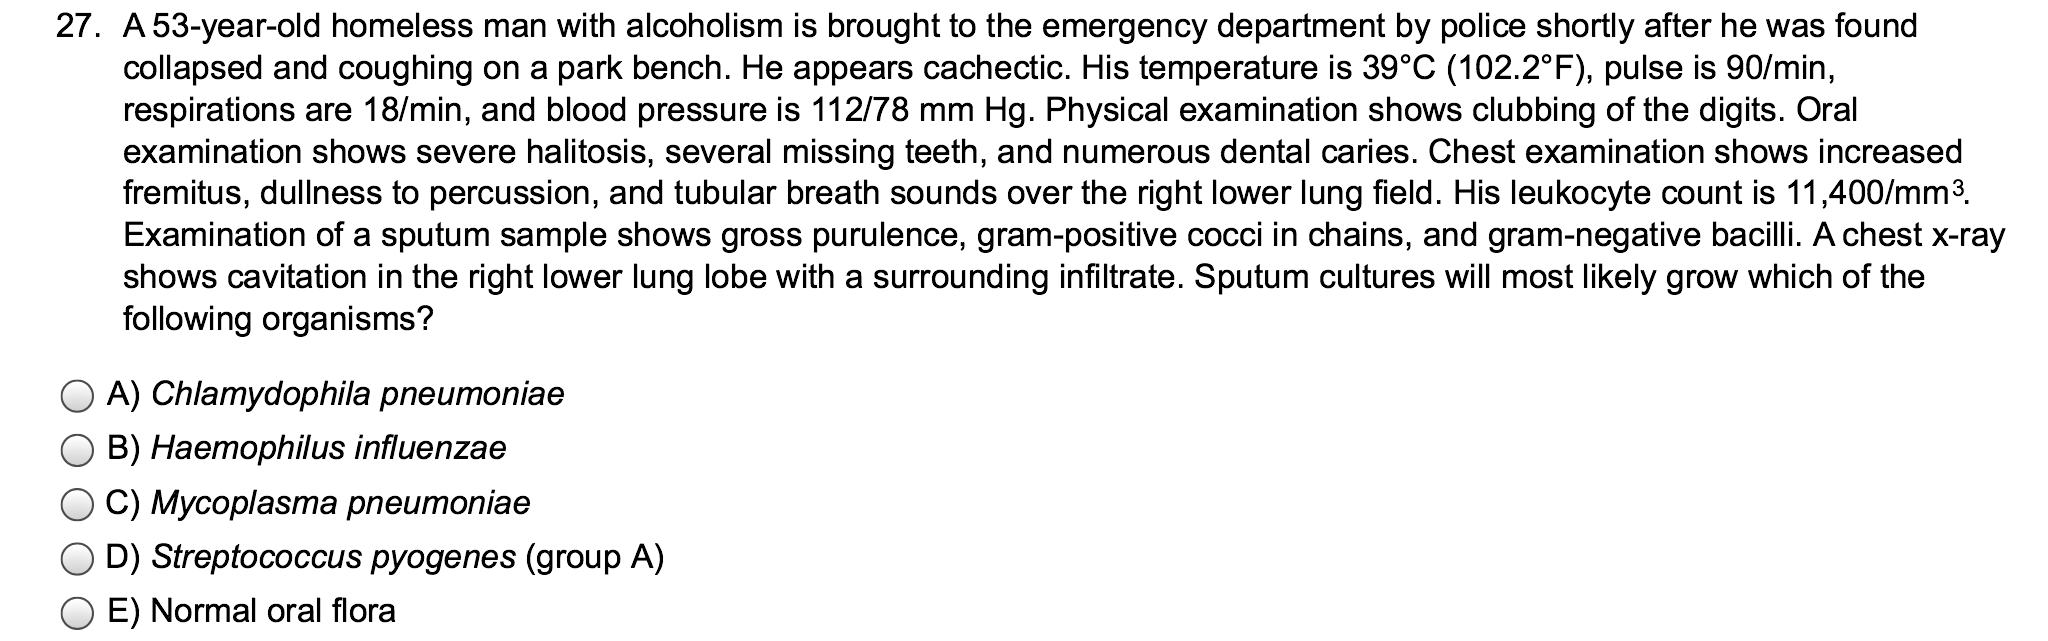 27. A 53-year-old homeless man with alcoholism is brought to the emergency department by police shortly after he was found
collapsed and coughing on a park bench. He appears cachectic. His temperature is 39°C (102.2°F), pulse is 90/min,
respirations are 18/min, and blood pressure is 112/78 mm Hg. Physical examination shows clubbing of the digits. Oral
examination shows severe halitosis, several missing teeth, and numerous dental caries. Chest examination shows increased
fremitus, dullness to percussion, and tubular breath sounds over the right lower lung field. His leukocyte count is 11,400/mm³.
Examination of a sputum sample shows gross purulence, gram-positive cocci in chains, and gram-negative bacilli. A chest x-ray
shows cavitation in the right lower lung lobe with a surrounding infiltrate. Sputum cultures will most likely grow which of the
following organisms?
A) Chlamydophila pneumoniae
B) Haemophilus influenzae
C) Mycoplasma pneumoniae
D) Streptococcus pyogenes (group A)
E) Normal oral flora